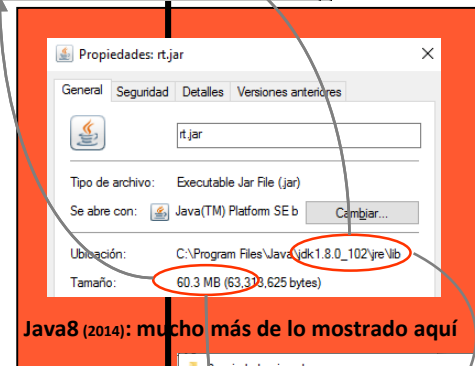 Propiedades: rt.jar
General Seguridad Detalles Versiones anteriores
rt.jar
Tipo de archivo: Executable Jar File (.jar)
Se abre con: Java(TM) Platform SE b Cambiar...
Ubicación: C:\Program Files\Java\jdk1.8.0_102\jre\lib
Tamaño: 60.3 MB (63,313,625 bytes)
Java8 (2014): mucho más de lo mostrado aquí